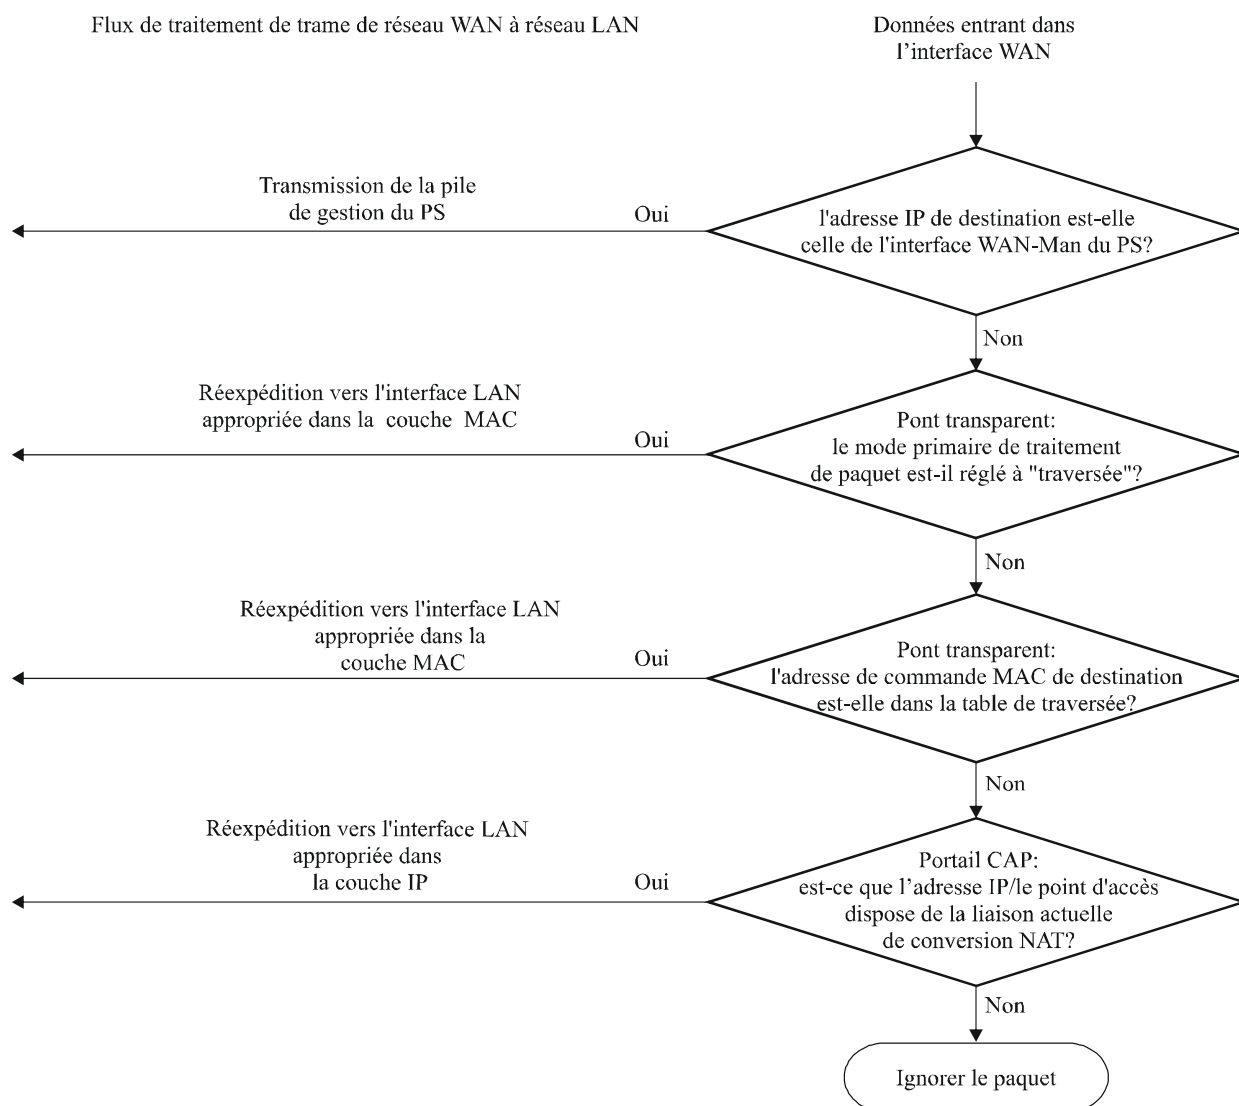 Flux de traitement de trame de réseau WAN à réseau LAN
Données entrant dans
l’interface WAN
Transmission de la pile
de gestion du PS
Oui
l'adresse IP de destination est-elle
celle de l'interface WAN-Man du PS?
Non
Réexpédition vers l'interface LAN
appropriée dans la couche MAC
Oui
Pont transparent:
le mode primaire de traitement
de paquet est-il réglé à "traversée"?
Non
Réexpédition vers l'interface LAN
appropriée dans la
couche MAC
Oui
Pont transparent:
l'adresse de commande MAC de destination
est-elle dans la table de traversée?
Non
Réexpédition vers l'interface LAN
appropriée dans
la couche IP
Oui
Portail CAP:
est-ce que l’adresse IP/le point d'accès
dispose de la liaison actuelle
de conversion NAT?
Non
Ignorer le paquet